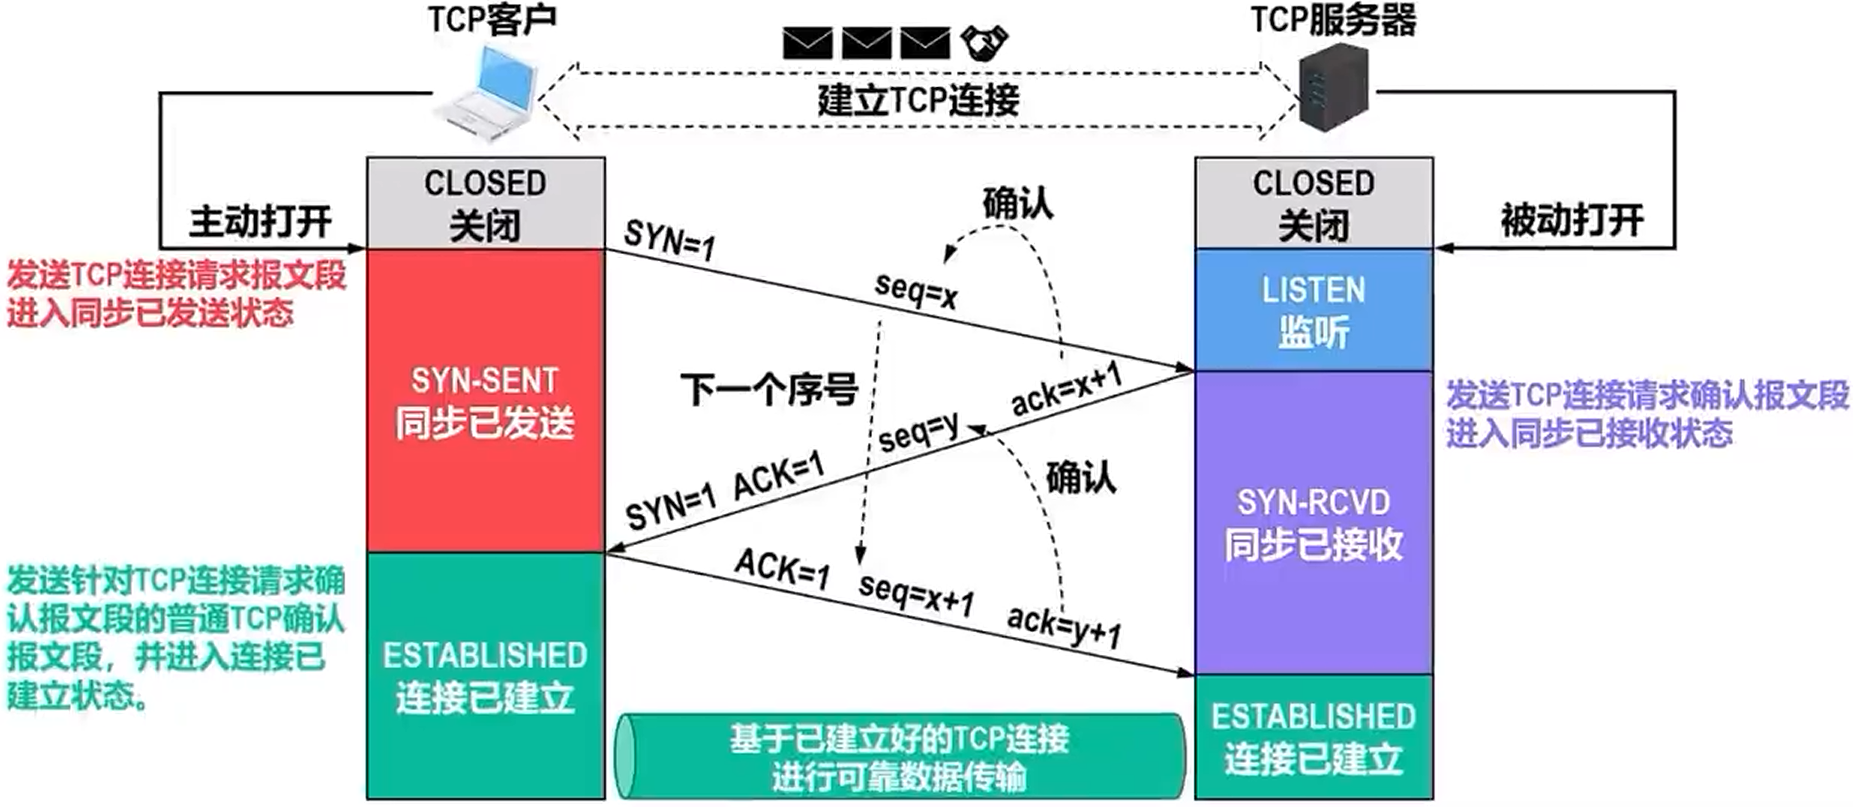 TCP客户
TCP服务器
建立TCP连接
主动打开
CLOSED
关闭
确认
CLOSED
关闭
被动打开
SYN=1
seq=x
发送TCP连接请求报文段
进入同步已发送状态
LISTEN
监听
SYN-SENT
同步已发送
下一个序号
ack=x+1
seq=y
SYN=1 ACK=1
确认
发送TCP连接请求确认报文段
进入同步已接收状态
SYN-RCVD
同步已接收
发送针对TCP连接请求确
认报文段的普通TCP确认
报文段，并进入连接已
建立状态。
ACK=1
seq=x+1
ack=y+1
ESTABLISHED
连接已建立
基于已建立好的TCP连接
进行可靠数据传输
ESTABLISHED
连接已建立